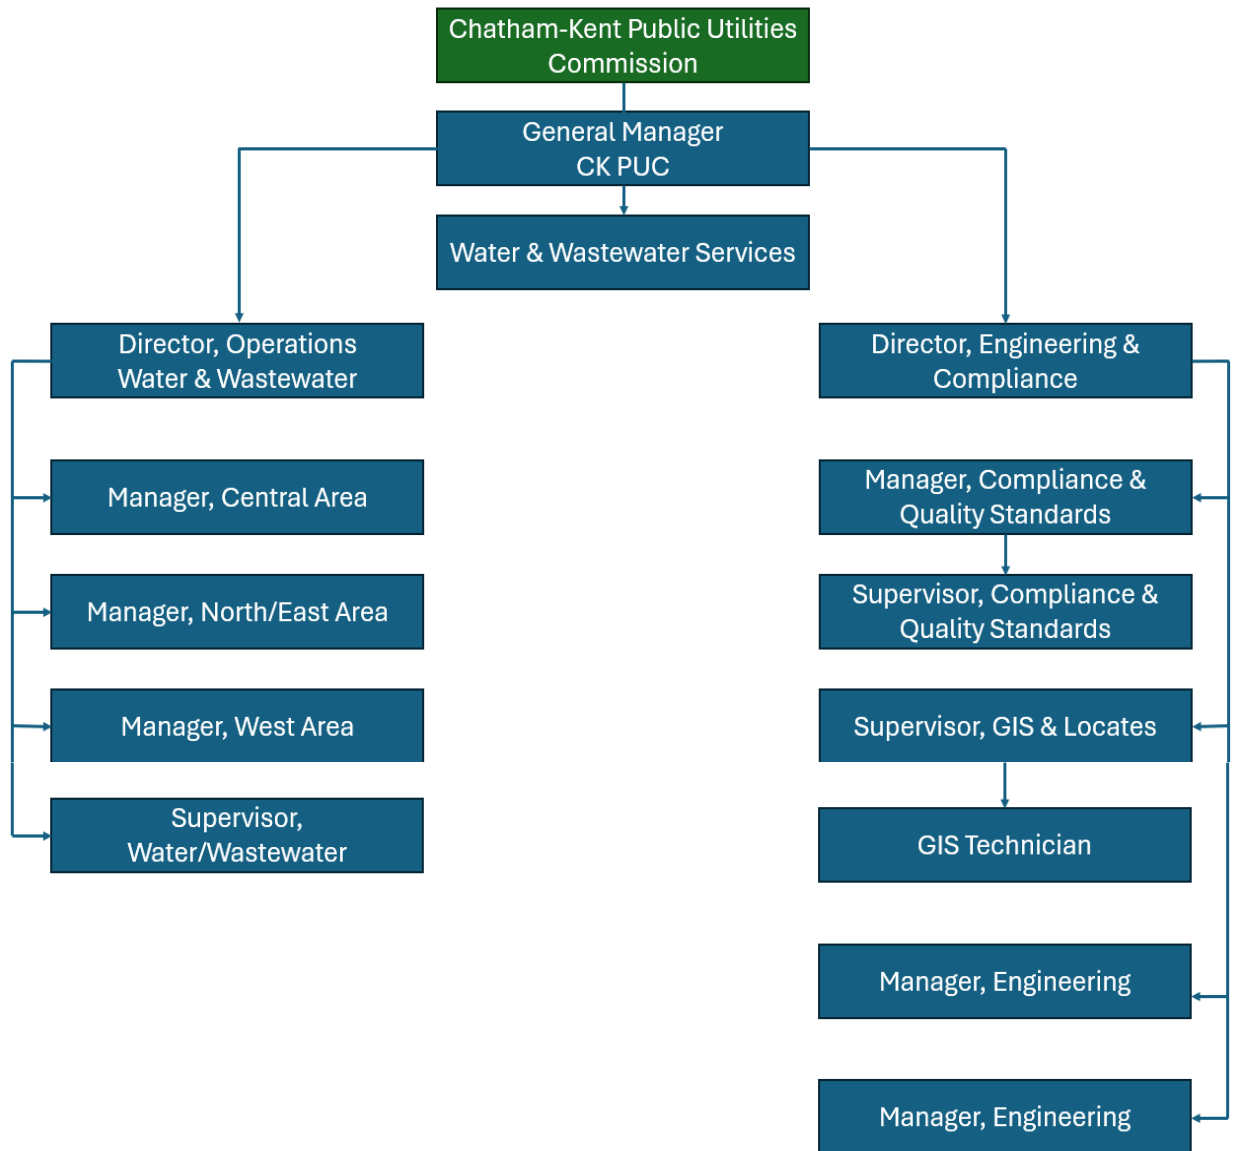 Chatham-Kent Public Utilities
Commission
General Manager
CK PUC
Water & Wastewater Services
Director, Operations
Water & Wastewater
Manager, Central Area
Manager, North/East Area
Manager, West Area
Supervisor,
Water/Wastewater
Director, Engineering &
Compliance
Manager, Compliance &
Quality Standards
Supervisor, Compliance &
Quality Standards
Supervisor, GIS & Locates
GIS Technician
Manager, Engineering
Manager, Engineering